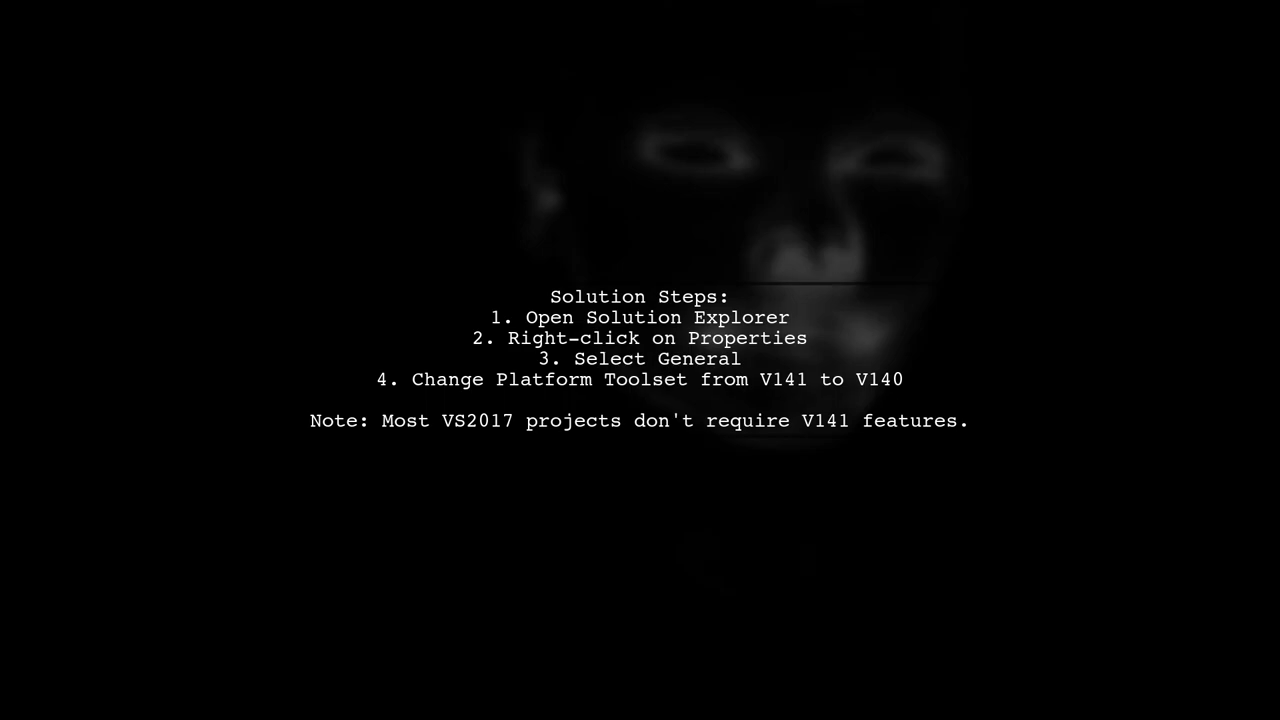 Solution Steps:
1. Open Solution Explorer
2. Right-click on Properties
3. Select General
4. Change Platform Toolset from V141 to V140
Note: Most VS2017 projects don't require V141 features.